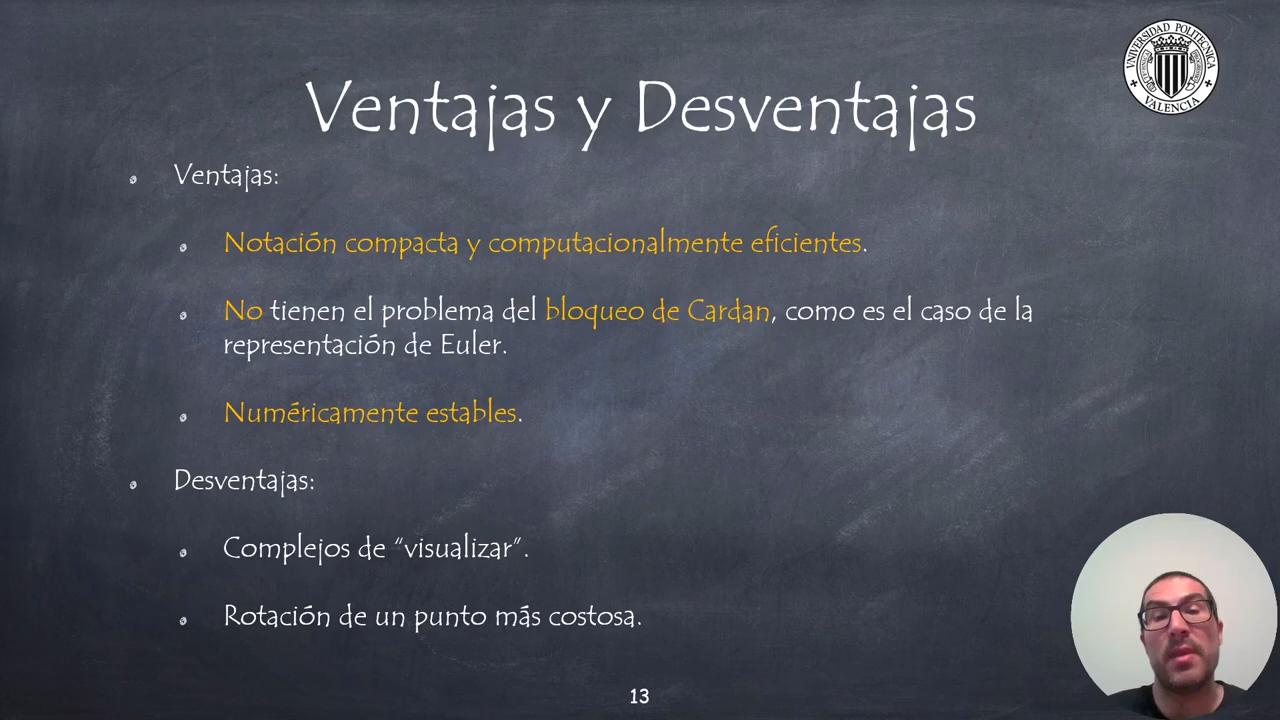 UNIVERSIDAD POLITECNICA
VALENCIA
Ventajas y Desventajas
Ventajas:
Notación compacta y computacionalmente eficientes.
No tienen el problema del bloqueo de Cardan, como es el caso de la
representación de Euler.
Numéricamente estables.
Desventajas:
Complejos de “visualizar”.
Rotación de un punto más costosa.
13